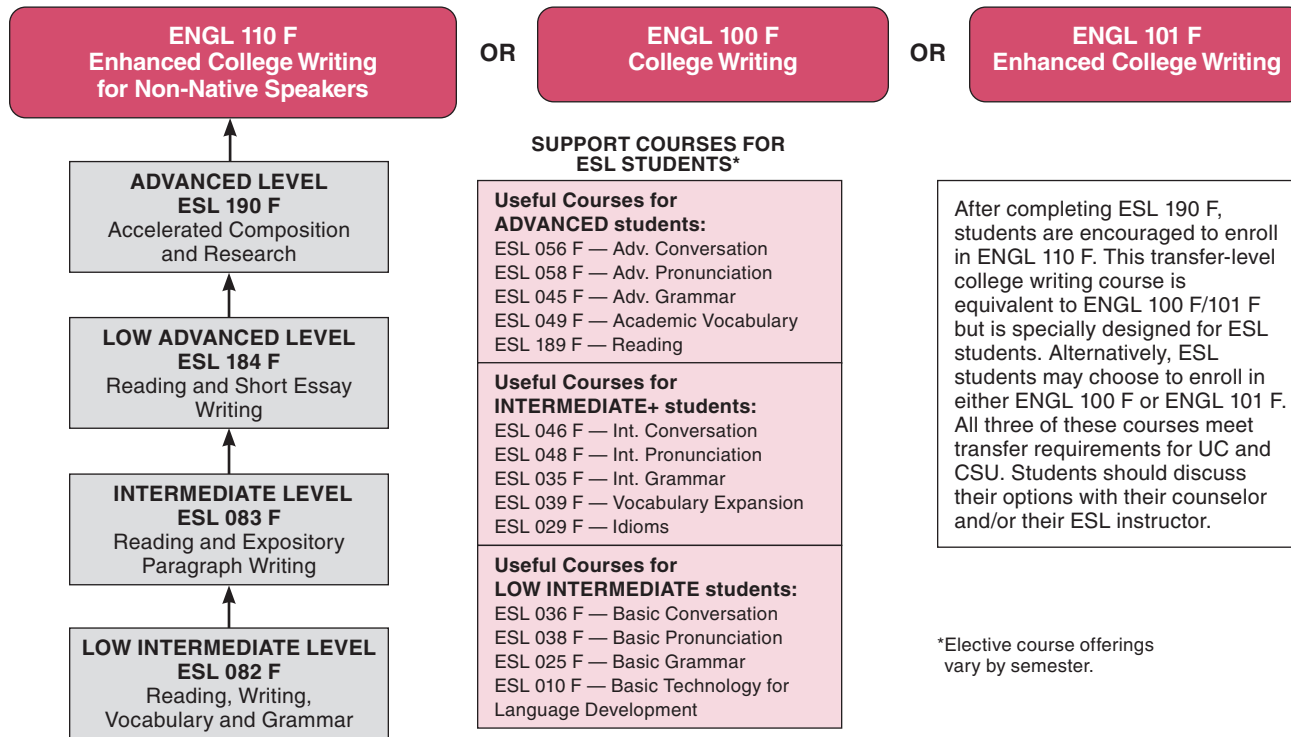 ENGL 110 F
Enhanced College Writing
for Non-Native Speakers
OR
ENGL 100 F
College Writing
OR
ENGL 101 F
Enhanced College Writing
ADVANCED LEVEL
ESL 190 F
Accelerated Composition
and Research
LOW ADVANCED LEVEL
ESL 184 F
Reading and Short Essay
Writing
INTERMEDIATE LEVEL
ESL 083 F
Reading and Expository
Paragraph Writing
LOW INTERMEDIATE LEVEL
ESL 082 F
Reading, Writing,
Vocabulary and Grammar
SUPPORT COURSES FOR
ESL STUDENTS*
Useful Courses for
ADVANCED students:
ESL 056 F — Adv. Conversation
ESL 058 F — Adv. Pronunciation
ESL 045 F — Adv. Grammar
ESL 049 F — Academic Vocabulary
ESL 189 F — Reading
Useful Courses for
INTERMEDIATE+ students:
ESL 046 F — Int. Conversation
ESL 048 F — Int. Pronunciation
ESL 035 F — Int. Grammar
ESL 039 F — Vocabulary Expansion
ESL 029 F — Idioms
Useful Courses for
LOW INTERMEDIATE students:
ESL 036 F — Basic Conversation
ESL 038 F — Basic Pronunciation
ESL 025 F — Basic Grammar
ESL 010 F — Basic Technology for
Language Development
After completing ESL 190 F,
students are encouraged to enroll
in ENGL 110 F. This transfer-level
college writing course is
equivalent to ENGL 100 F/101 F
but is specially designed for ESL
students. Alternatively, ESL
students may choose to enroll in
either ENGL 100 F or ENGL 101 F.
All three of these courses meet
transfer requirements for UC and
CSU. Students should discuss
their options with their counselor
and/or their ESL instructor.
*Elective course offerings
vary by semester.